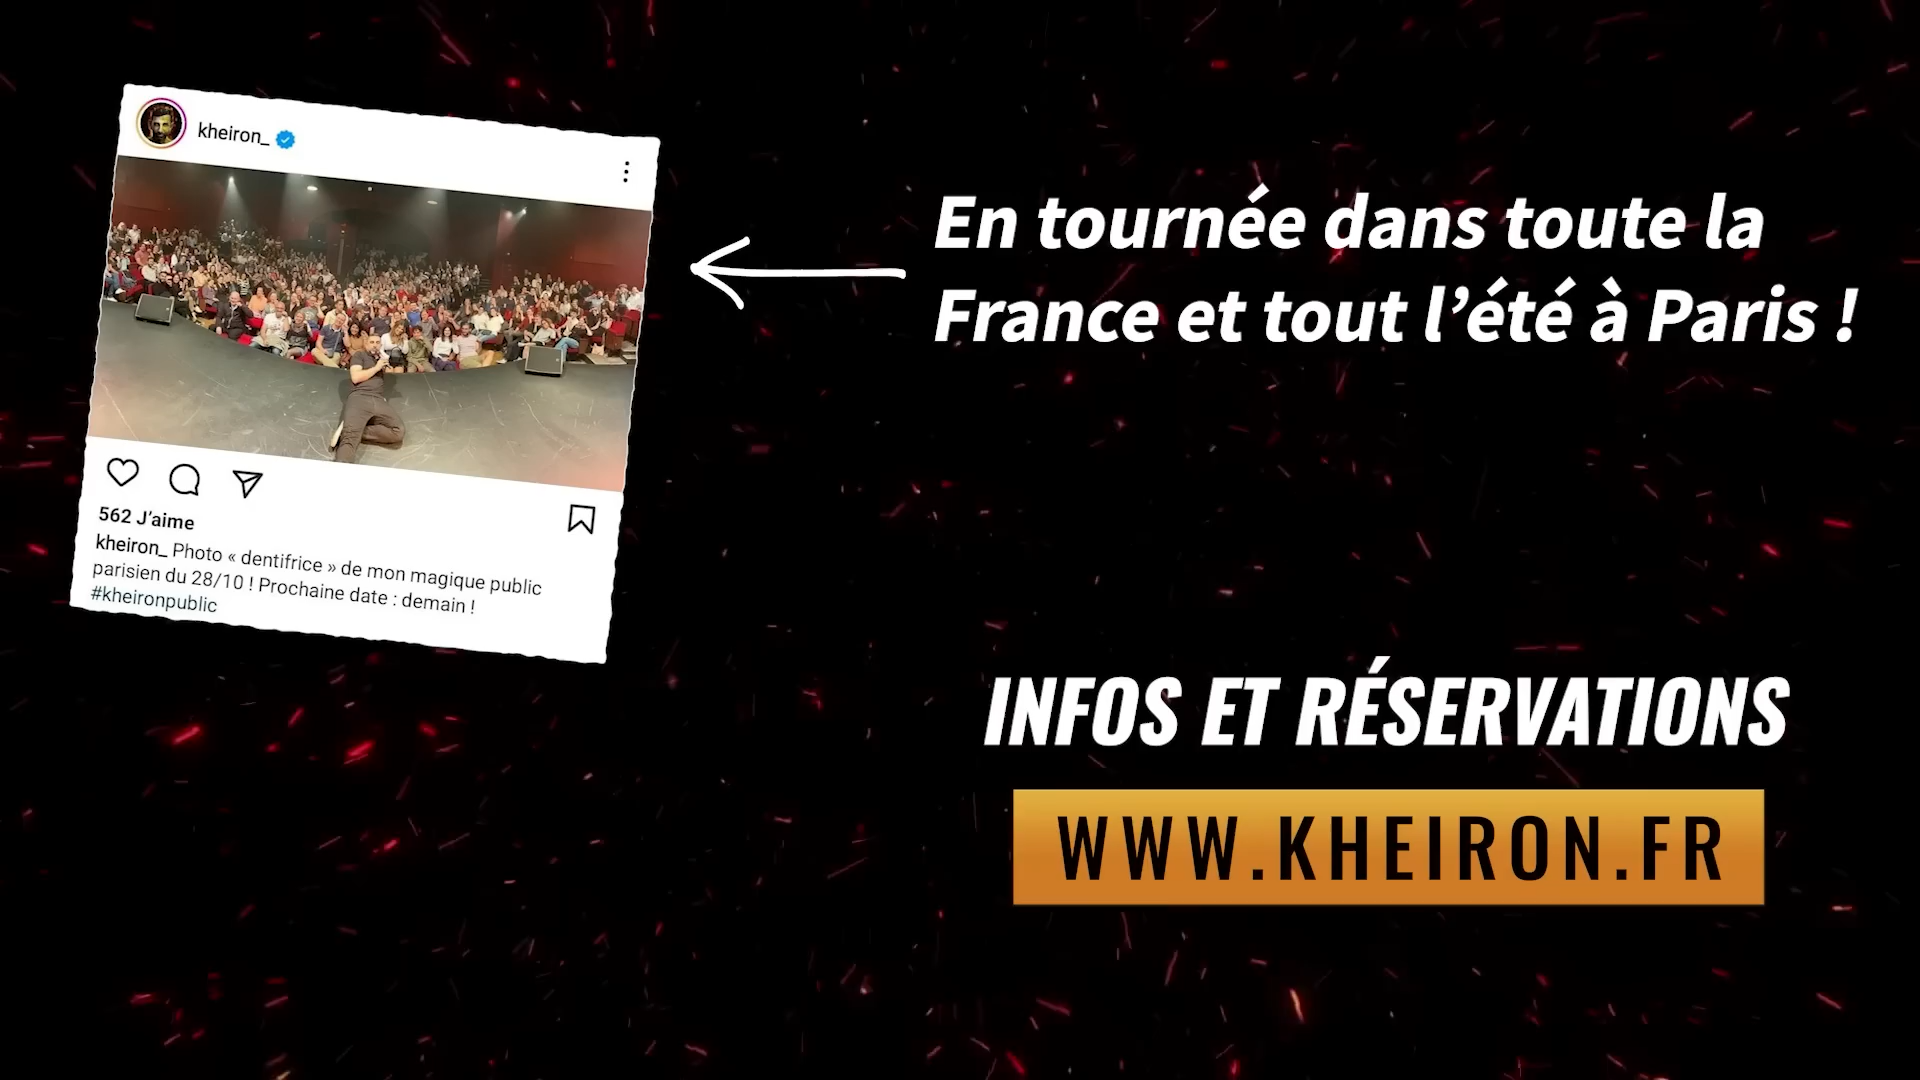 kheiron_
562 J’aime
kheiron_ Photo « dentifrice » de mon magique public
parisien du 28/10 ! Prochaine date : demain !
#kheironpublic
En tournée dans toute la
France et tout l’été à Paris !
INFOS ET RÉSERVATIONS
WWW.KHEIRON.FR